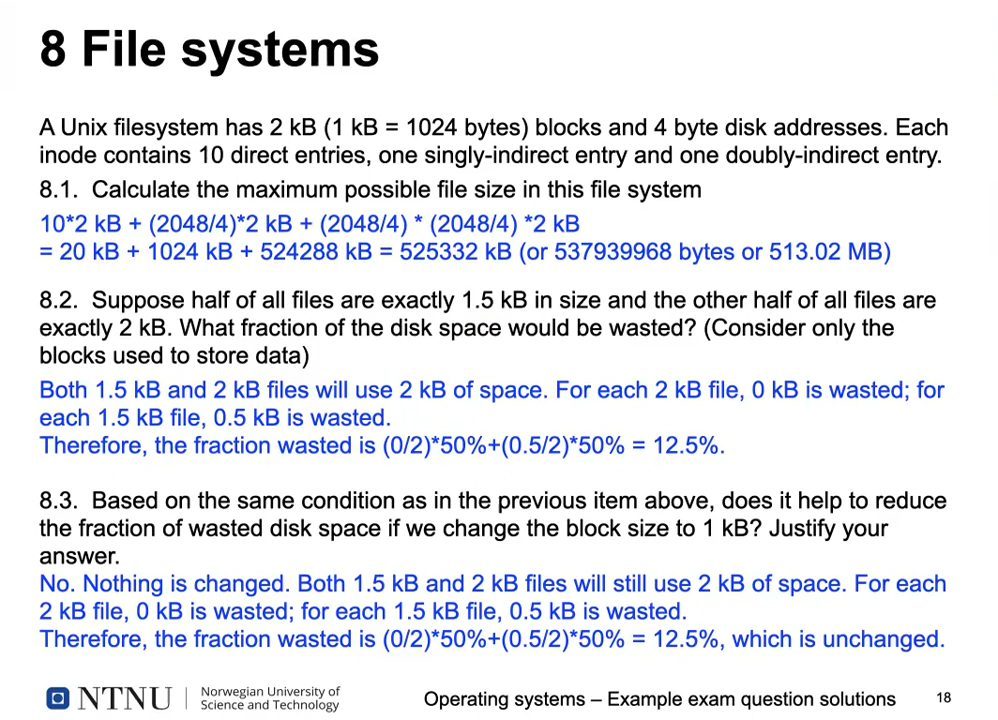 8 File systems
A Unix filesystem has 2 kB (1 kB = 1024 bytes) blocks and 4 byte disk addresses. Each
inode contains 10 direct entries, one singly-indirect entry and one doubly-indirect entry.
8.1.  Calculate the maximum possible file size in this file system
10*2 kB + (2048/4)*2 kB + (2048/4) * (2048/4) *2 kB
= 20 kB + 1024 kB + 524288 kB = 525332 kB (or 537939968 bytes or 513.02 MB)
8.2.  Suppose half of all files are exactly 1.5 kB in size and the other half of all files are
exactly 2 kB. What fraction of the disk space would be wasted? (Consider only the
blocks used to store data)
Both 1.5 kB and 2 kB files will use 2 kB of space. For each 2 kB file, 0 kB is wasted; for
each 1.5 kB file, 0.5 kB is wasted.
Therefore, the fraction wasted is (0/2)*50%+(0.5/2)*50% = 12.5%.
8.3.  Based on the same condition as in the previous item above, does it help to reduce
the fraction of wasted disk space if we change the block size to 1 kB? Justify your
answer.
No. Nothing is changed. Both 1.5 kB and 2 kB files will still use 2 kB of space. For each
2 kB file, 0 kB is wasted; for each 1.5 kB file, 0.5 kB is wasted.
Therefore, the fraction wasted is (0/2)*50%+(0.5/2)*50% = 12.5%, which is unchanged.
NTNU
Norwegian University of
Science and Technology
Operating systems – Example exam question solutions
18